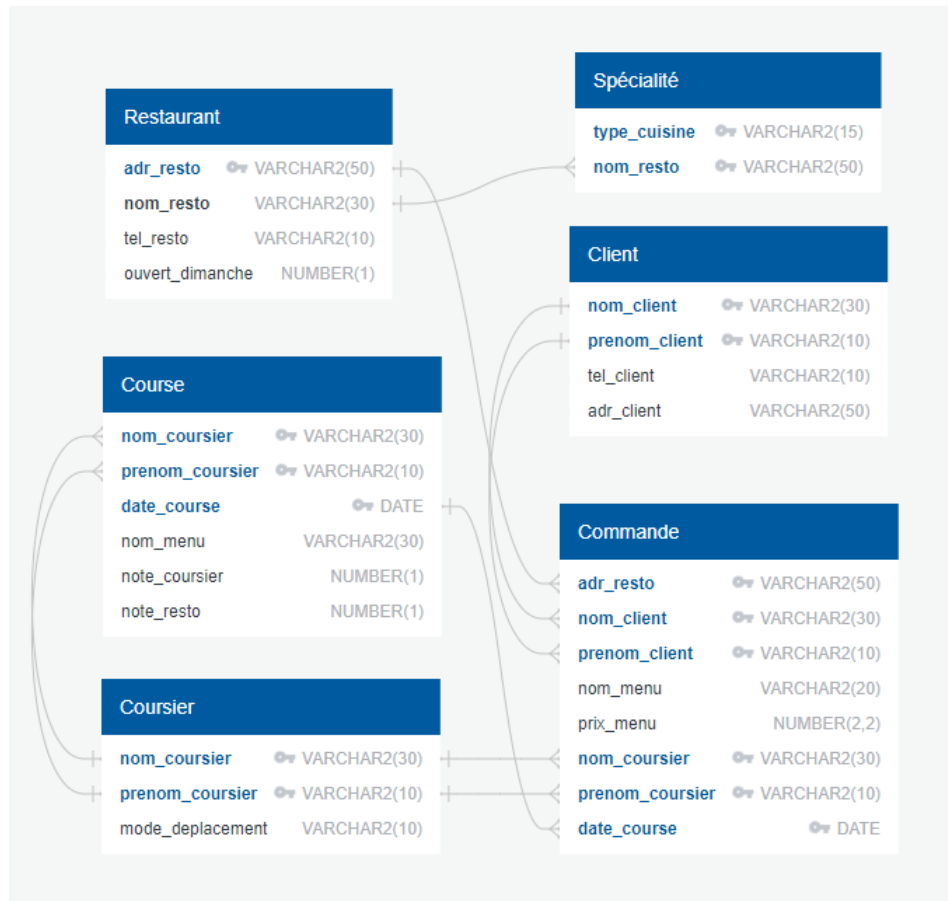 Restaurant
adr_resto VARCHAR2(50)
nom_resto VARCHAR2(30)
tel_resto VARCHAR2(10)
ouvert_dimanche NUMBER(1)
Spécialité
type_cuisine VARCHAR2(15)
nom_resto VARCHAR2(50)
Client
nom_client VARCHAR2(30)
prenom_client VARCHAR2(10)
tel_client VARCHAR2(10)
adr_client VARCHAR2(50)
Course
nom_coursier VARCHAR2(30)
prenom_coursier VARCHAR2(10)
date_course DATE
nom_menu VARCHAR2(30)
note_coursier NUMBER(1)
note_resto NUMBER(1)
Commande
adr_resto VARCHAR2(50)
nom_client VARCHAR2(30)
prenom_client VARCHAR2(10)
nom_menu VARCHAR2(20)
prix_menu NUMBER(2,2)
nom_coursier VARCHAR2(30)
prenom_coursier VARCHAR2(10)
date_course DATE
Coursier
nom_coursier VARCHAR2(30)
prenom_coursier VARCHAR2(10)
mode_deplacement VARCHAR2(10)